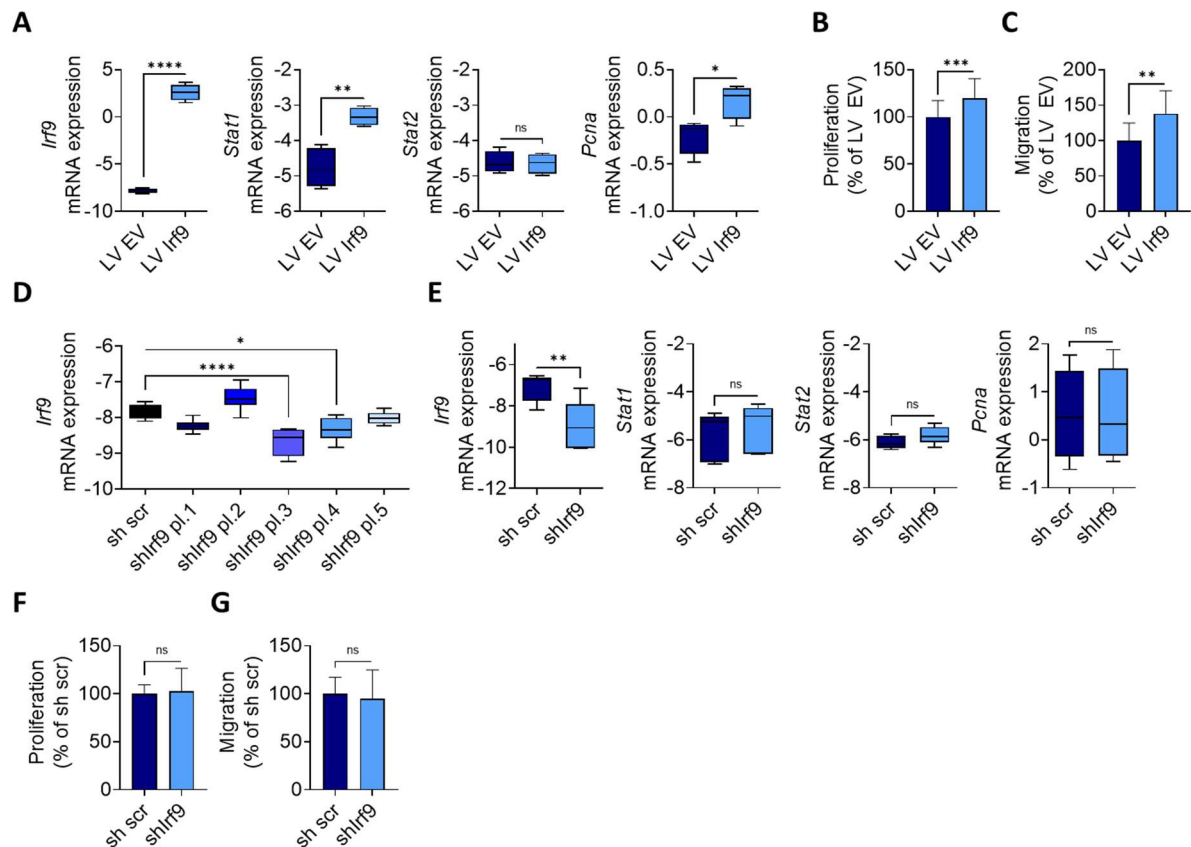 A
Irf9
mRNA expression
5
0
-5
-10
****
LV EV
LV Irf9
Stat1
mRNA expression
-2
-3
-4
-5
-6
**
LV EV
LV Irf9
Stat2
mRNA expression
-2
-3
-4
-5
-6
ns
LV EV
LV Irf9
Pcna
mRNA expression
0.5
0.0
-0.5
-1.0
*
LV EV
LV Irf9
B
Proliferation
(% of LV EV)
150
100
50
0
***
LV EV
LV Irf9
C
Migration
(% of LV EV)
200
150
100
50
0
**
LV EV
LV Irf9
D
Irf9
mRNA expression
-6
-7
-8
-9
-10
*
****
sh scr
shIrf9 pl.1
shIrf9 pl.2
shIrf9 pl.3
shIrf9 pl.4
shIrf9 pl.5
E
Irf9
mRNA expression
-6
-8
-10
-12
**
sh scr
shIrf9
Stat1
mRNA expression
-2
-4
-6
-8
ns
sh scr
shIrf9
Stat2
mRNA expression
-2
-4
-6
-8
ns
sh scr
shIrf9
Pcna
mRNA expression
2
1
0
-1
ns
sh scr
shIrf9
F
Proliferation
(% of sh scr)
150
100
50
0
ns
sh scr
shIrf9
G
Migration
(% of sh scr)
150
100
50
0
ns
sh scr
shIrf9